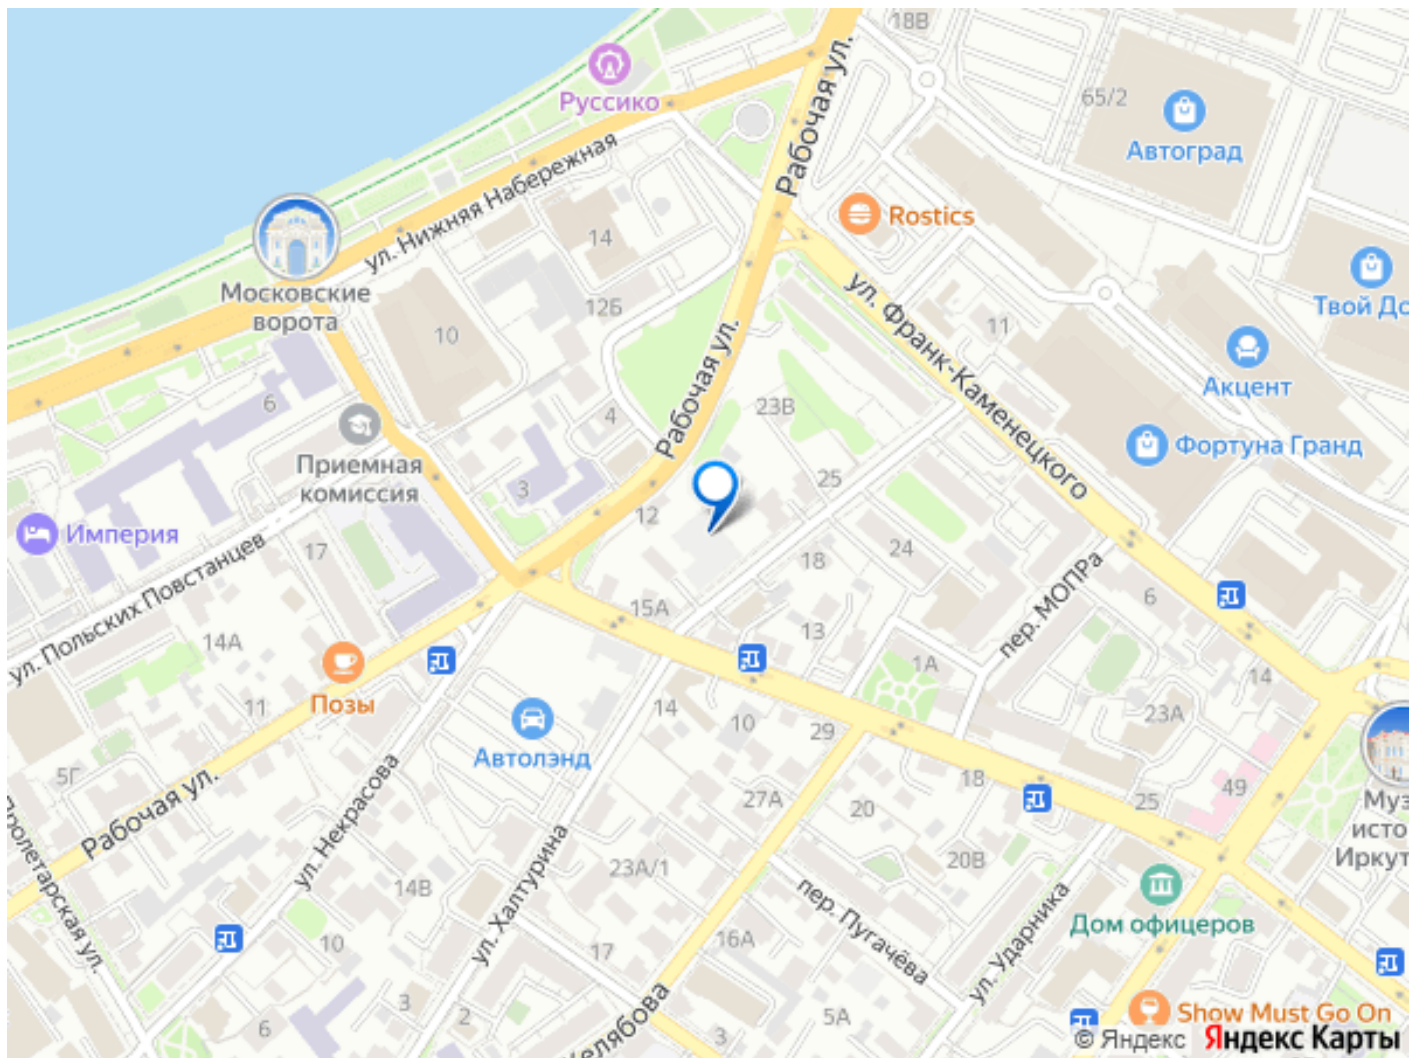 18В
Руссико
65/2
Автоград
Рабочая ул.
ул. Нижняя Набережная
Rostics
14
Московские
ворота
12Б
10
ул. Франк-Каменецкого
11
Твой До
Акцент
Рабочая ул.
6
4
23В
Фортуна Гранд
Приемная
комиссия
3
25
12
Империя
17
24
18
ул. Польских Повстанцев
пер. МОПРа
6
15А
14А
13
1А
14
Позы
11
14
10
29
23А
Автолэнд
5Г
18
49
27А
25
20
Муз
исто
Иркут
Рабочая ул.
ул. Некрасова
Пролетарская ул.
14В
23А/1
20В
ул. Халтурина
пер. Пугачёва
ул. Ударника
Дом офицеров
10
17
16А
3
2
6
5А
Желябова
Show Must Go On
© Яндекс Яндекс Карты